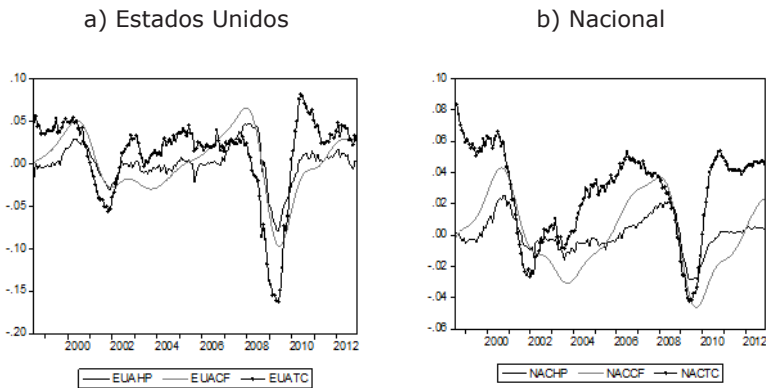 a) Estados Unidos
.10
.05
.00
-.05
-.10
-.15
-.20
2000 2002 2004 2006 2008 2010 2012
EUAHP EUACF EUATC
b) Nacional
.10
.08
.06
.04
.02
.00
-.02
-.04
-.06
2000 2002 2004 2006 2008 2010 2012
NACHP NACCF NACTC